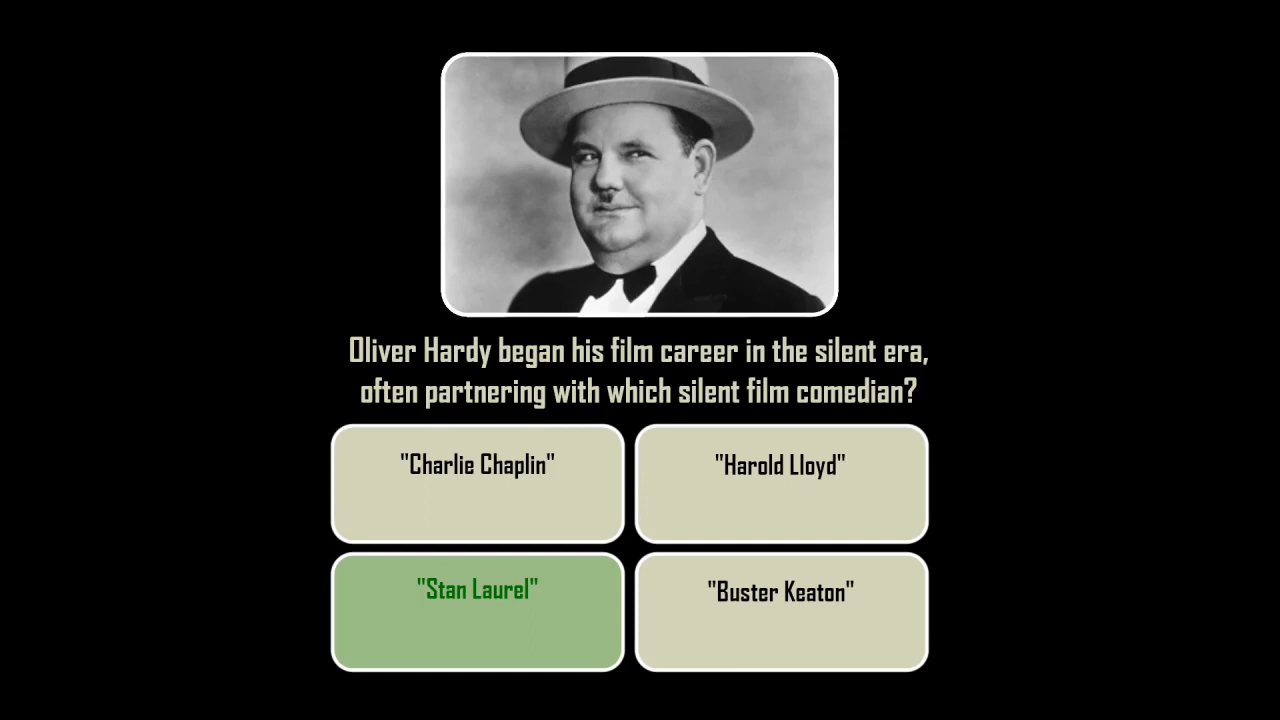 Oliver Hardy began his film career in the silent era,
often partnering with which silent film comedian?
"Charlie Chaplin"
"Harold Lloyd"
"Stan Laurel"
"Buster Keaton"